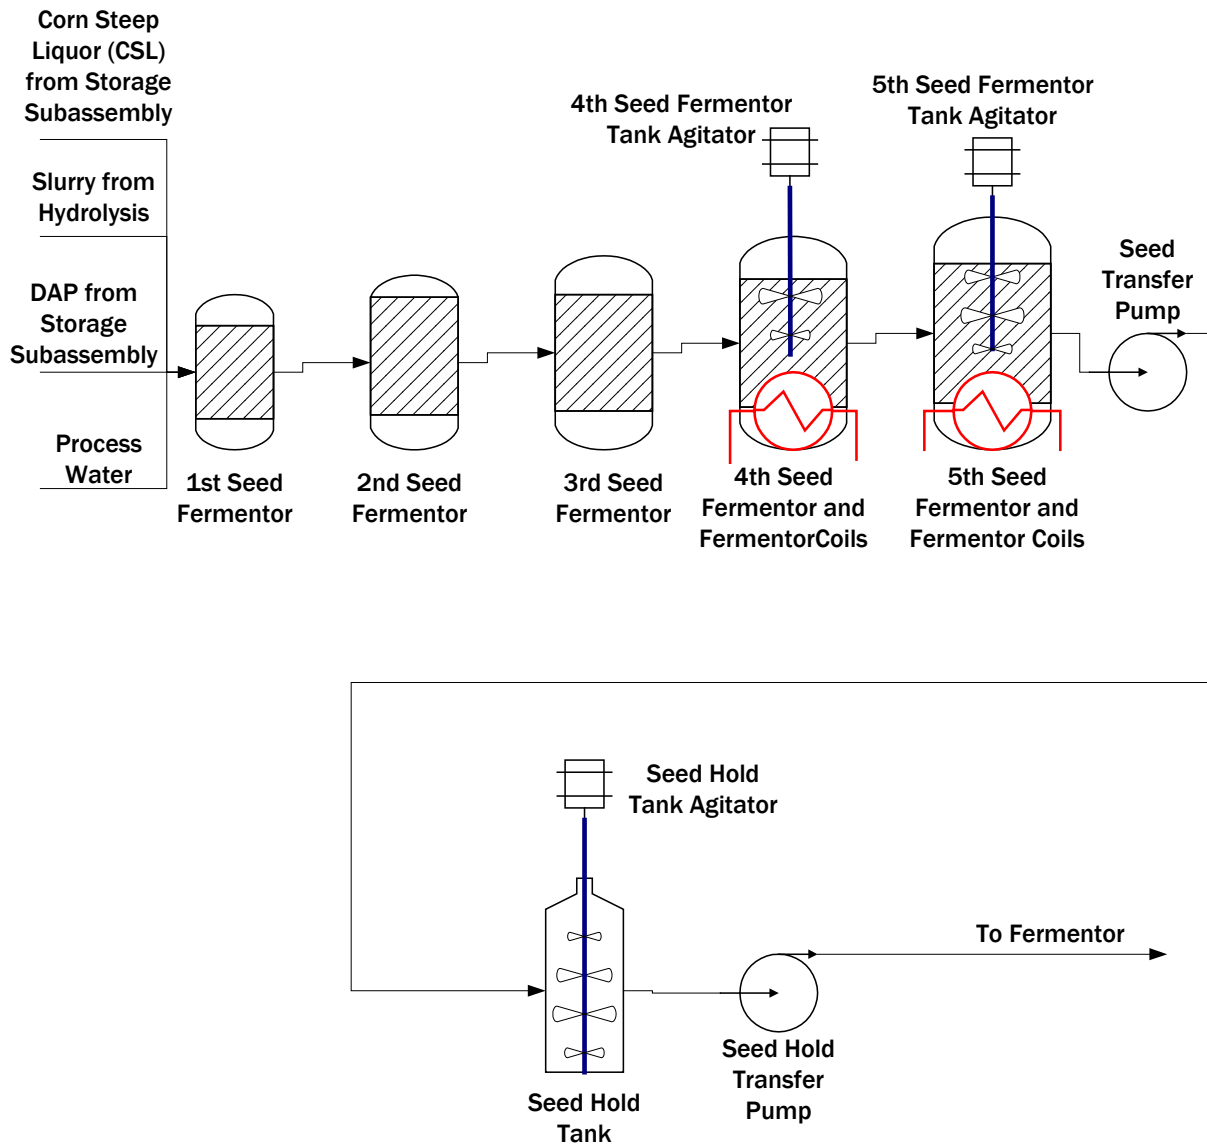 Corn Steep
Liquor (CSL)
from Storage
Subassembly
Slurry from
Hydrolysis
DAP from
Storage
Subassembly
Process
Water
1st Seed
Fermentor
2nd Seed
Fermentor
3rd Seed
Fermentor
4th Seed Fermentor
Tank Agitator
4th Seed
Fermentor and
FermentorCoils
5th Seed Fermentor
Tank Agitator
5th Seed
Fermentor and
Fermentor Coils
Seed
Transfer
Pump
Seed Hold
Tank Agitator
Seed Hold
Tank
Seed Hold
Transfer
Pump
To Fermentor